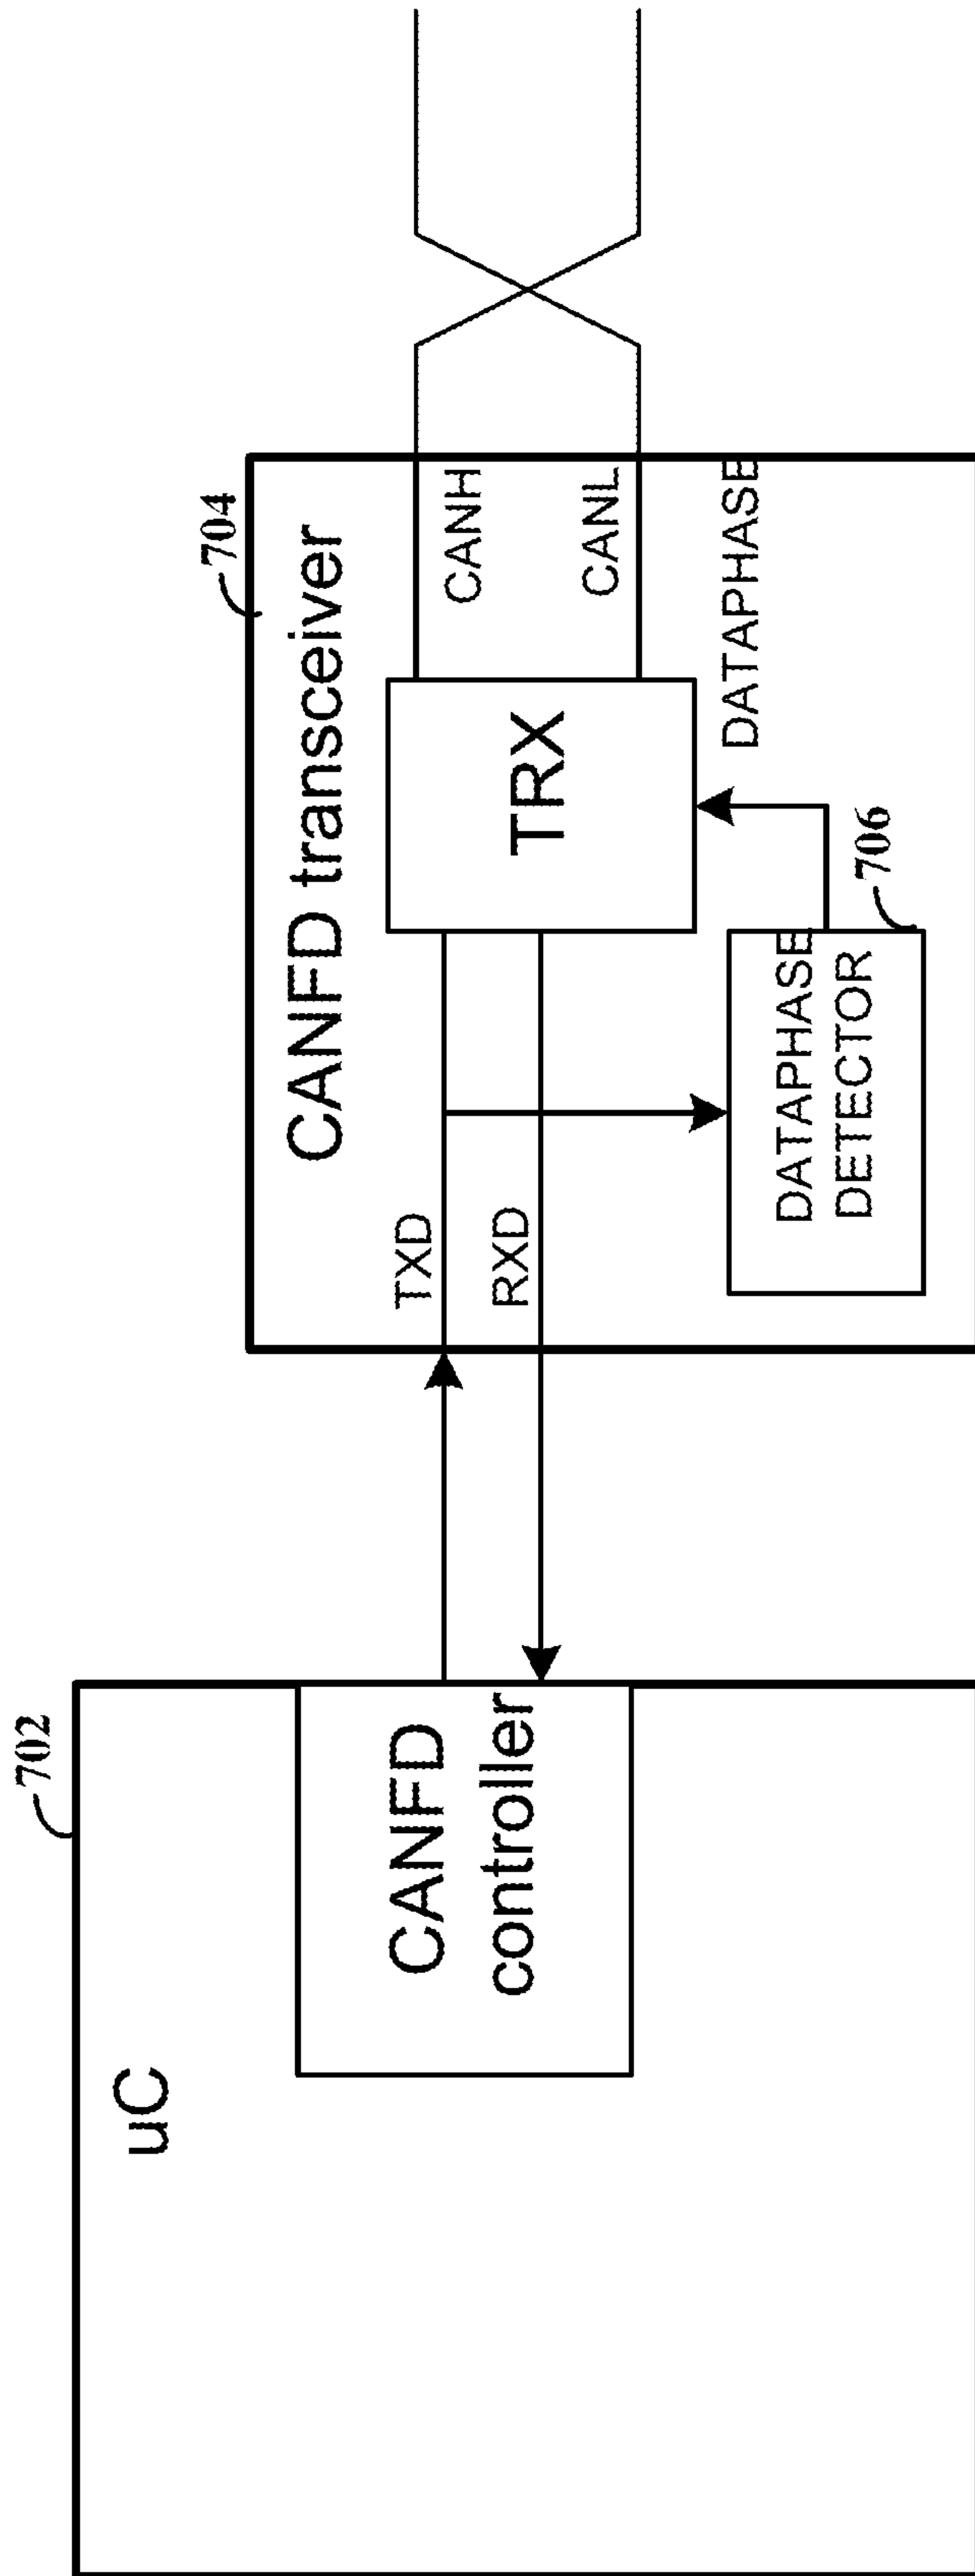 702
uC
CANFD
controller
704
CANFD transceiver
TXD
RXD
TRX
CANH
CANL
DATAPHASE
DATAPHASE
DETECTOR
706